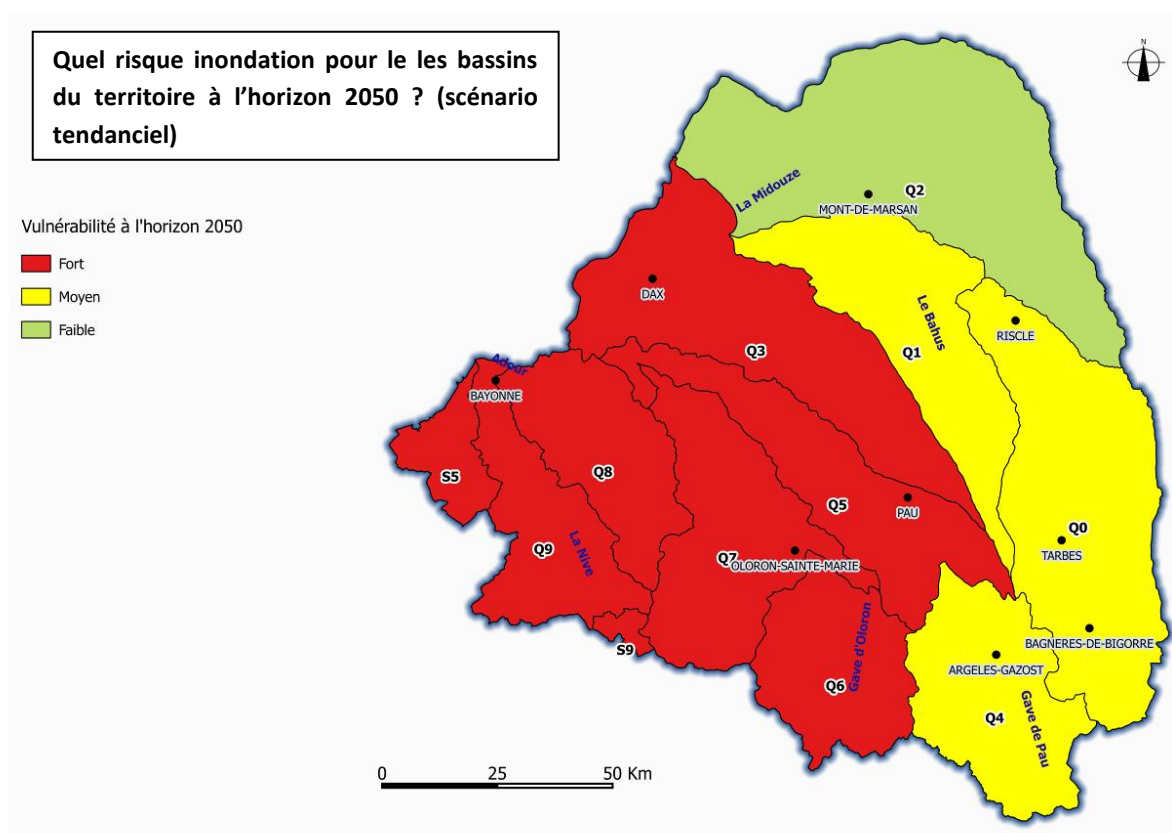 Quel risque inondation pour le les bassins
du territoire à l'horizon 2050 ? (scénario
tendanciel)
N
Vulnérabilité à l'horizon 2050
Fort
Moyen
Faible
La Midouze
Q2
MONT-DE-MARSAN
DAX
Le Bahus
RISCLE
Q3
Q1
Adour
BAYONNE
S5
Q8
Q5
PAU
Q9
La Nive
Q7
OLORON-SAINTE-MARIE
Q0
TARBES
S9
Q6
Gave d'Oloron
BAGNERES-DE-BIGORRE
ARGELES-GAZOST
Q4
Gave de Pau
0 25 50 Km